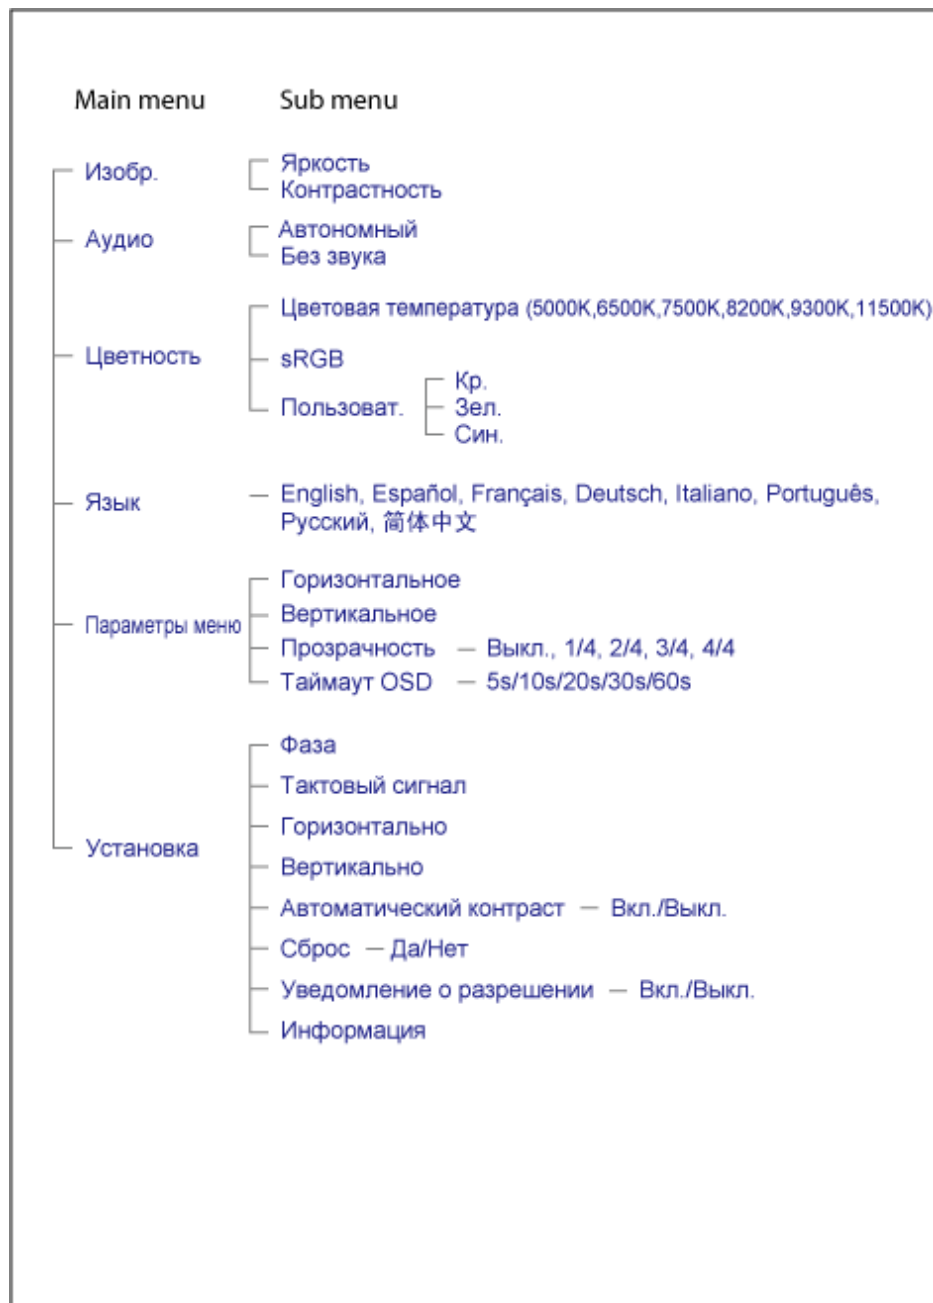 Main menu Sub menu
Изобр.
Яркость
Контрастность
Аудио
Автономный
Без звука
Цветность
Цветовая температура (5000K,6500K,7500K,8200K,9300K,11500K)
sRGB
Пользоват.
Кр.
Зел.
Син.
Язык
English, Español, Français, Deutsch, Italiano, Português,
Русский, 简体中文
Параметры меню
Горизонтальное
Вертикальное
Прозрачность — Выкл., 1/4, 2/4, 3/4, 4/4
Таймаут OSD — 5s/10s/20s/30s/60s
Установка
Фаза
Тактовый сигнал
Горизонтально
Вертикально
Автоматический контраст — Вкл./Выкл.
Сброс — Да/Нет
Уведомление о разрешении — Вкл./Выкл.
Информация